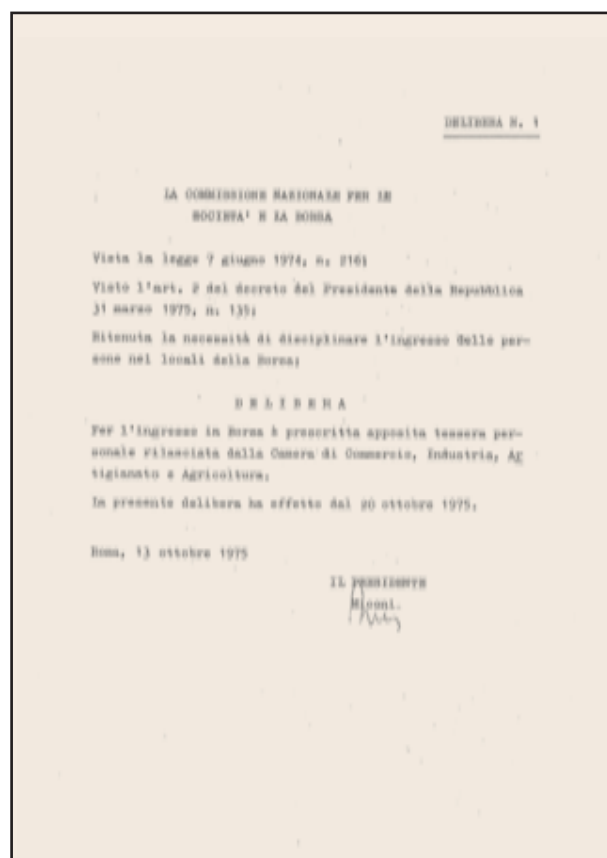 DELIBERA N. 1
LA COMMISSIONE NAZIONALE PER LE
SOCIETA' E LA BORSA
Vista la legge 7 giugno 1974, n. 216;
Visto l'art. 2 del decreto del Presidente della Repubblica
31 marzo 1975, n. 135;
Ritenuta la necessità di disciplinare l'ingresso delle per-
sone nei locali della Borsa;
D E L I B E R A
Per l'ingresso in Borsa è prescritta apposita tessera per-
sonale rilasciata dalla Camera di Commercio, Industria, Ar
tigianato e Agricoltura.
La presente delibera ha effetto dal 20 ottobre 1975.
Roma, 13 ottobre 1975
IL PRESIDENTE
Miconi.